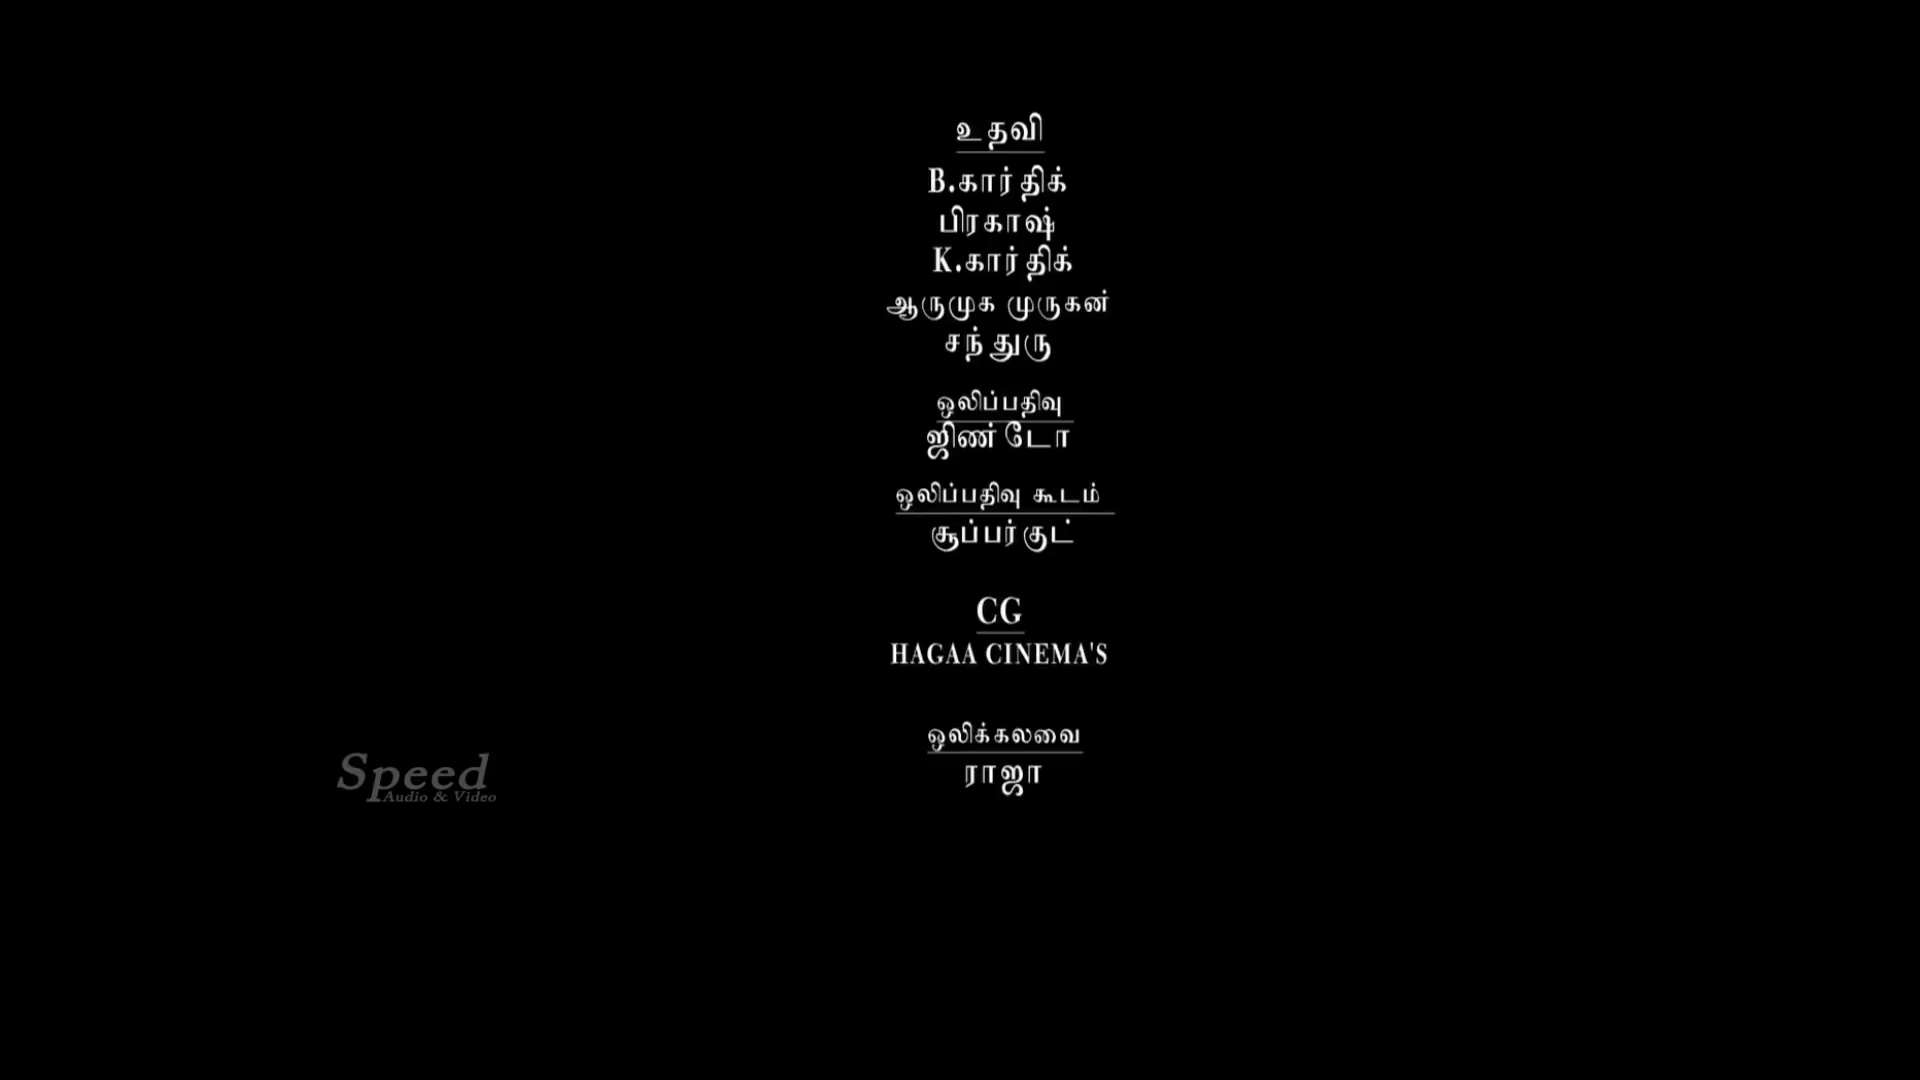 உதவி
B.கார்திக்
பிரகாஷ்
K.கார்திக்
ஆருமுக முருகன்
சந்துரு
ஒலிப்பதிவு
ஜிண்டோ
ஒலிப்பதிவு கூடம்
சூப்பர்குட்
CG
HAGAA CINEMA'S
ஒலிக்கலவை
ராஜா
Speed
Audio & Video